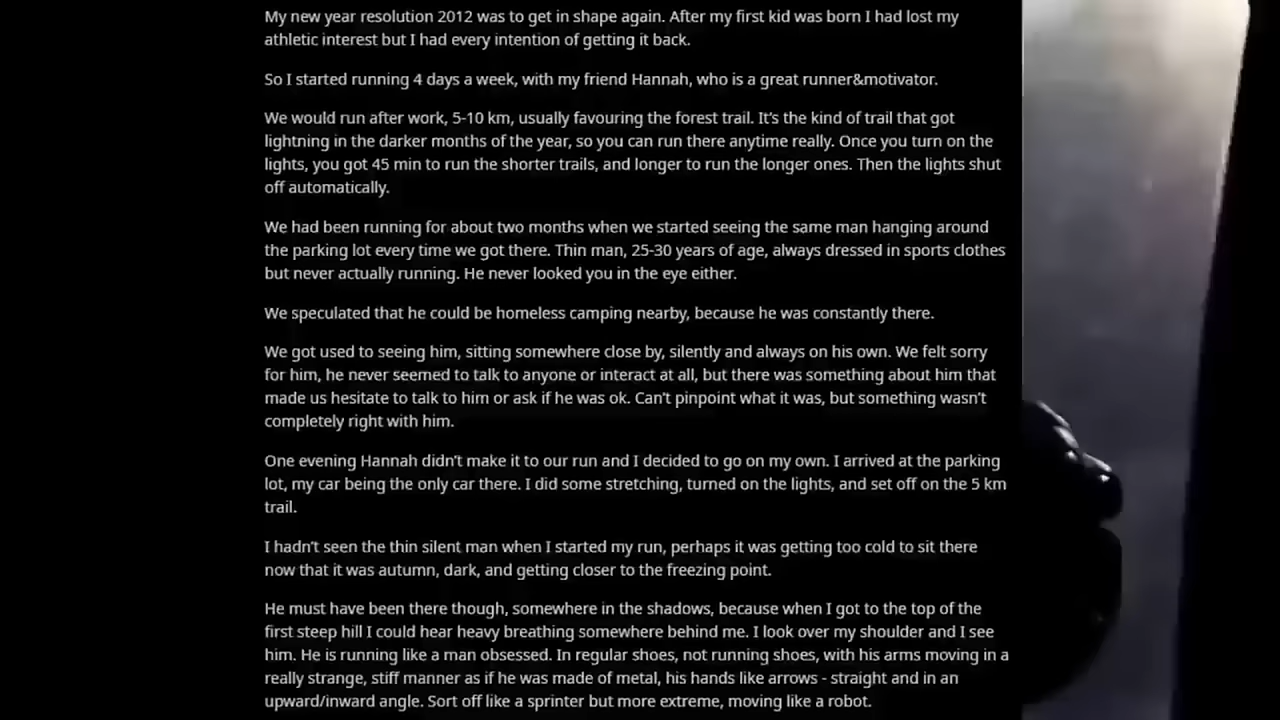 My new year resolution 2012 was to get in shape again. After my first kid was born I had lost my
athletic interest but I had every intention of getting it back.
So I started running 4 days a week, with my friend Hannah, who is a great runner&motivator.
We would run after work, 5-10 km, usually favouring the forest trail. It’s the kind of trail that got
lightning in the darker months of the year, so you can run there anytime really. Once you turn on the
lights, you got 45 min to run the shorter trails, and longer to run the longer ones. Then the lights shut
off automatically.
We had been running for about two months when we started seeing the same man hanging around
the parking lot every time we got there. Thin man, 25-30 years of age, always dressed in sports clothes
but never actually running. He never looked you in the eye either.
We speculated that he could be homeless camping nearby, because he was constantly there.
We got used to seeing him, sitting somewhere close by, silently and always on his own. We felt sorry
for him, he never seemed to talk to anyone or interact at all, but there was something about him that
made us hesitate to talk to him or ask if he was ok. Can’t pinpoint what it was, but something wasn’t
completely right with him.
One evening Hannah didn’t make it to our run and I decided to go on my own. I arrived at the parking
lot, my car being the only car there. I did some stretching, turned on the lights, and set off on the 5 km
trail.
I hadn’t seen the thin silent man when I started my run, perhaps it was getting too cold to sit there
now that it was autumn, dark, and getting closer to the freezing point.
He must have been there though, somewhere in the shadows, because when I got to the top of the
first steep hill I could hear heavy breathing somewhere behind me. I look over my shoulder and I see
him. He is running like a man obsessed. In regular shoes, not running shoes, with his arms moving in a
really strange, stiff manner as if he was made of metal, his hands like arrows - straight and in an
upward/inward angle. Sort off like a sprinter but more extreme, moving like a robot.